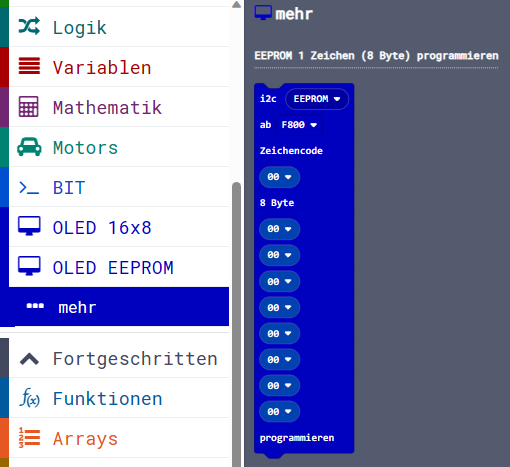 Logik
Variablen
Mathematik
Motors
BIT
OLED 16x8
OLED EEPROM
mehr
Fortgeschritten
Funktionen
Arrays
mehr
EEPROM 1 Zeichen (8 Byte) programmieren
i2c EEPROM
ab F800
Zeichencode
00
8 Byte
00
00
00
00
00
00
00
00
programmieren